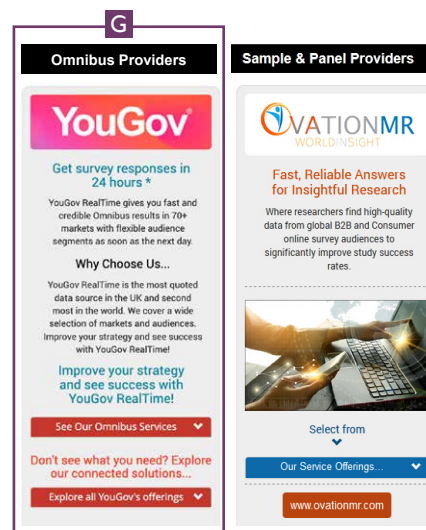 G
Omnibus Providers
YouGov®
Get survey responses in
24 hours *
YouGov RealTime gives you fast and
credible Omnibus results in 70+
markets with flexible audience
segments as soon as the next day.
Why Choose Us...
YouGov RealTime is the most quoted
data source in the UK and second
most in the world. We cover a wide
selection of markets and audiences.
Improve your strategy and see success
with YouGov RealTime!
Improve your strategy
and see success with
YouGov RealTime!
See Our Omnibus Services
Don't see what you need? Explore
our connected solutions...
Explore all YouGov's offerings
Sample & Panel Providers
OVATIONMR
WORLDINSIGHT
Fast, Reliable Answers
for Insightful Research
Where researchers find high-quality
data from global B2B and Consumer
online survey audiences to
significantly improve study success
rates.
Select from
Our Service Offerings...
www.ovationmr.com